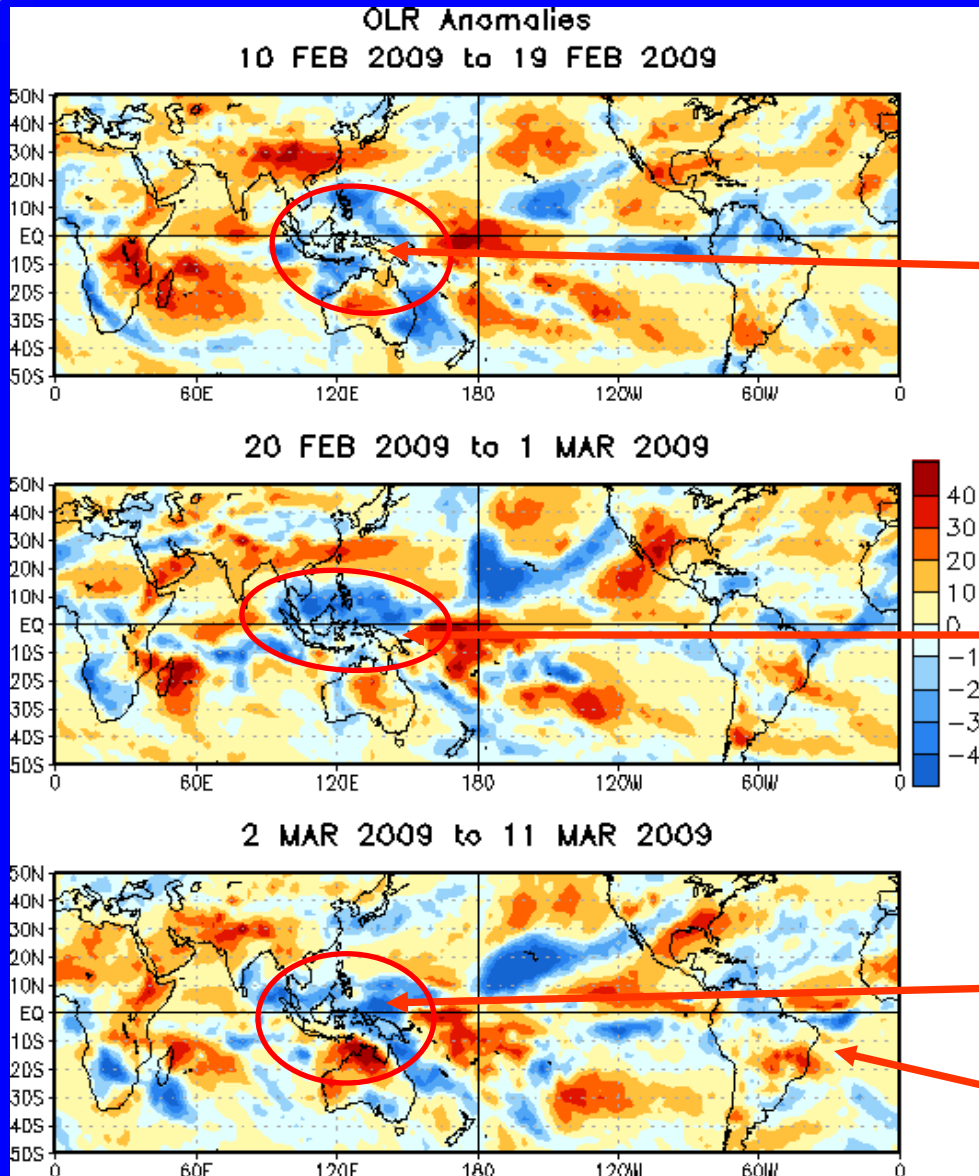 OLR Anomalies
10 FEB 2009 to 19 FEB 2009
50N
40N
30N
20N
10N
EQ
10S
20S
30S
40S
50S
0 60E 120E 180 120W 60W 0
20 FEB 2009 to 1 MAR 2009
50N
40N
30N
20N
10N
EQ
10S
20S
30S
40S
50S
0 60E 120E 180 120W 60W 0
40
30
20
10
0
-1
-2
-3
-4
2 MAR 2009 to 11 MAR 2009
50N
40N
30N
20N
10N
EQ
10S
20S
30S
40S
50S
0 60E 120E 180 120W 60W 0